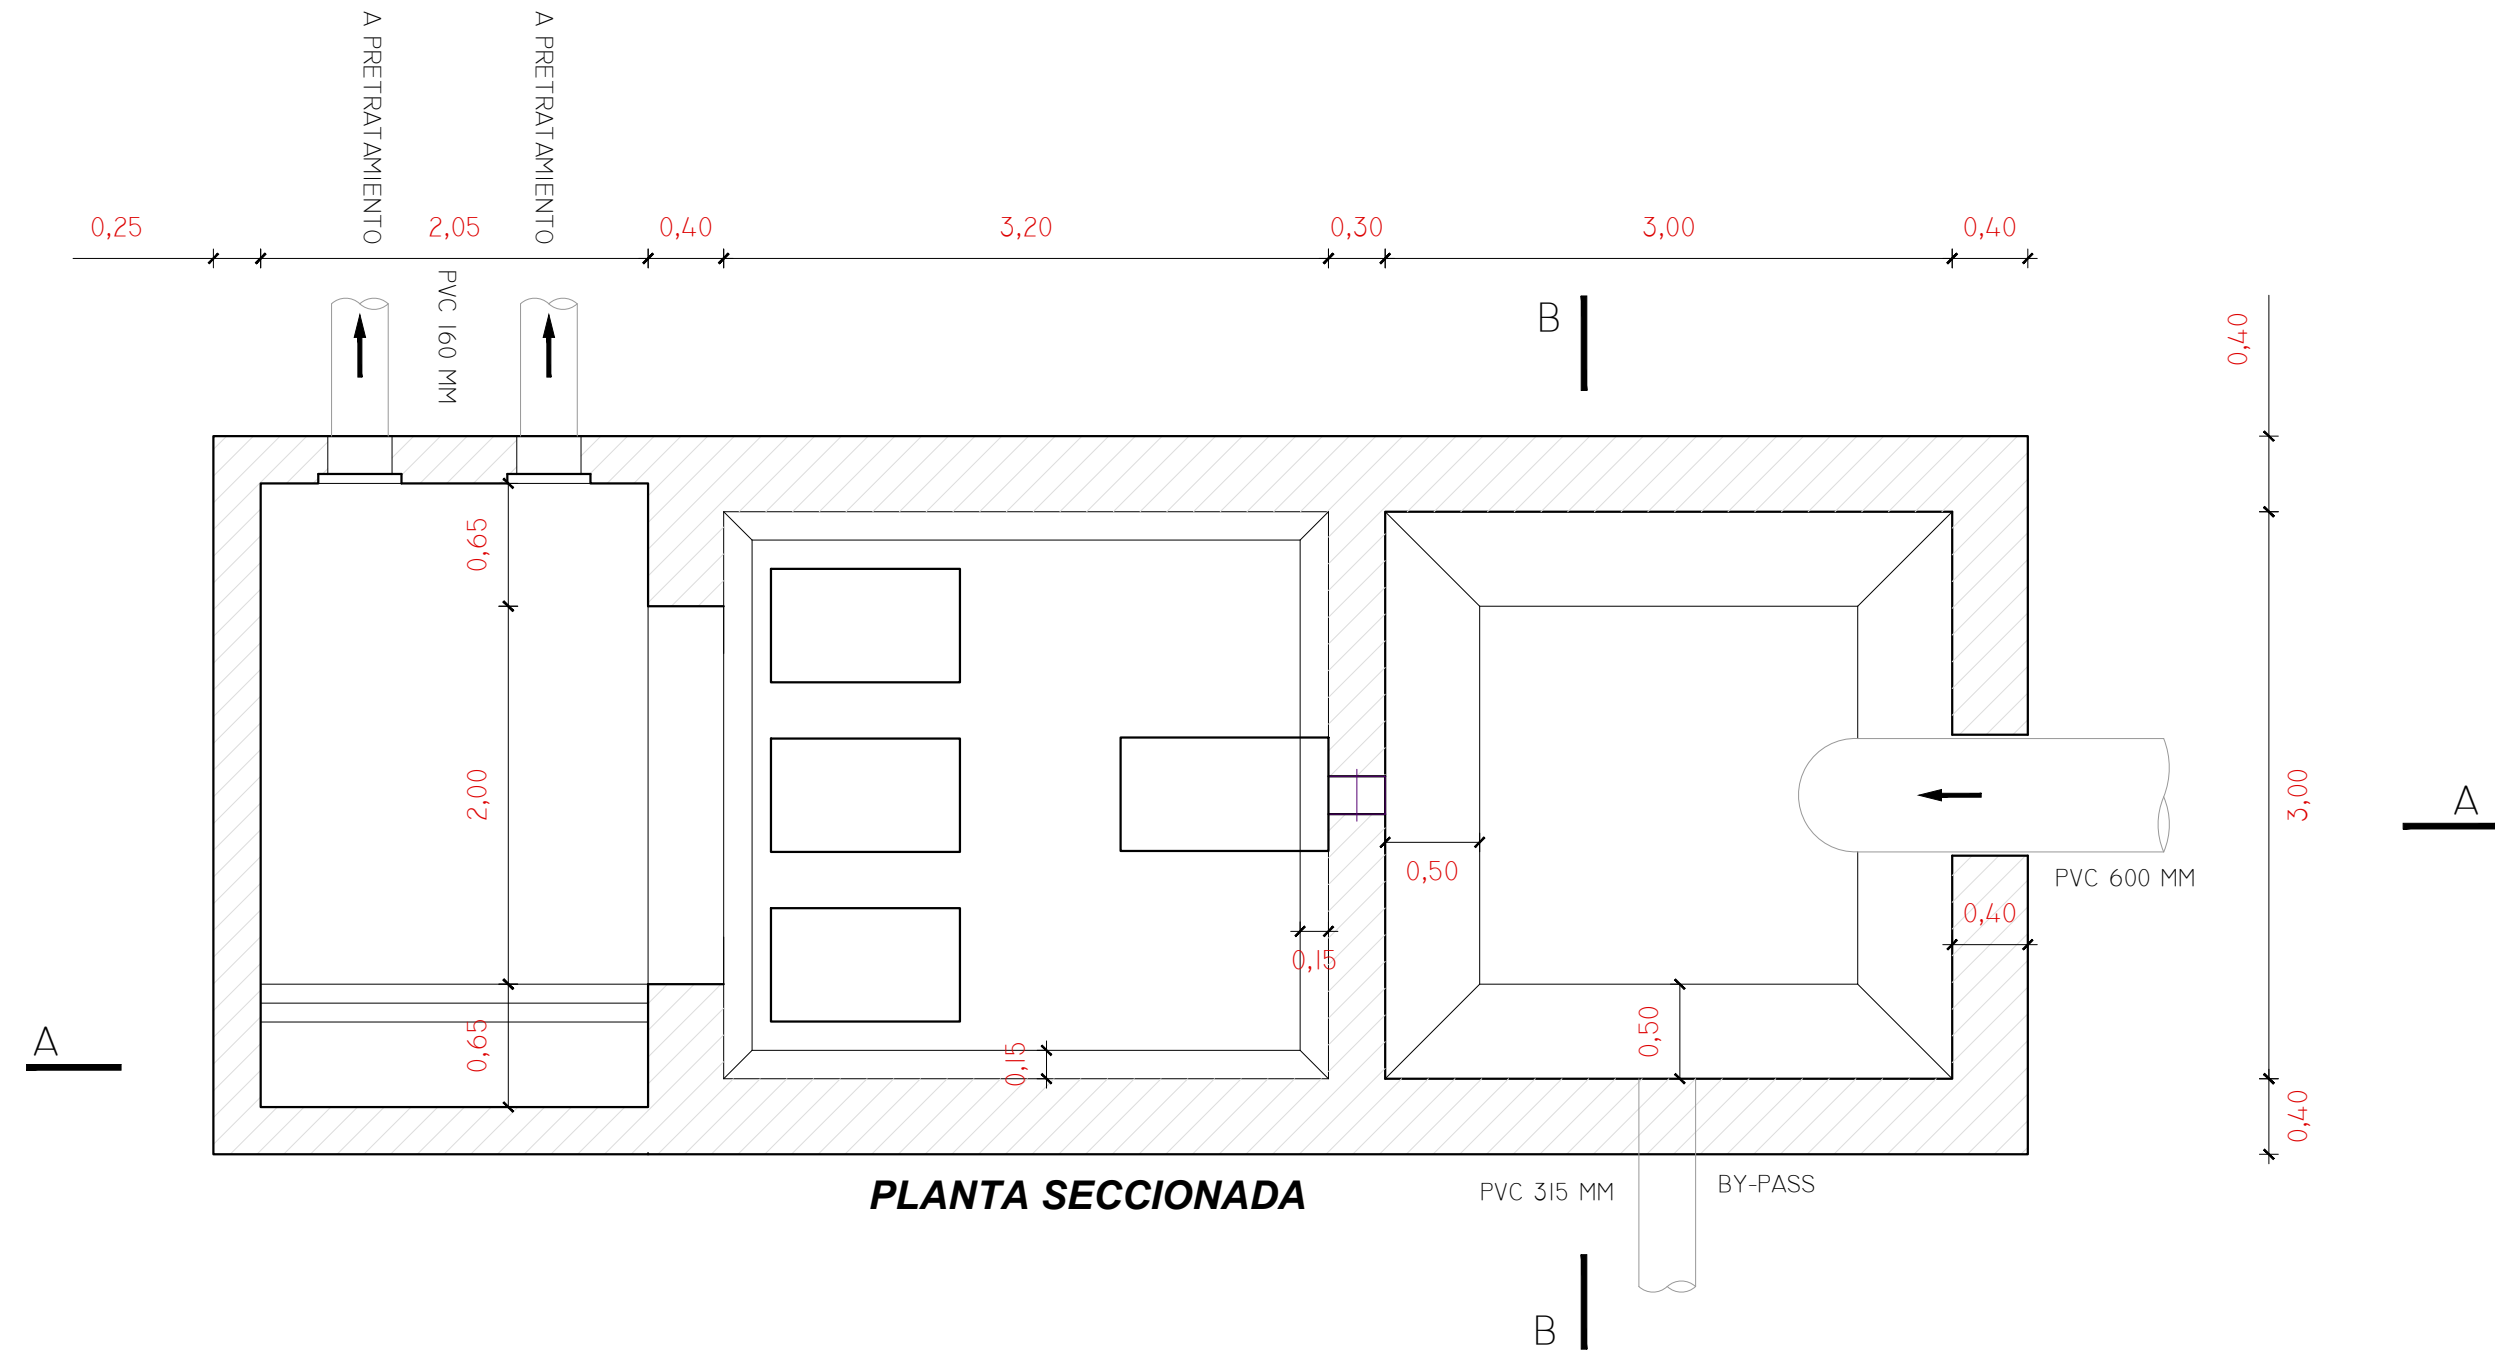 A PRETRATAMIENTO
A PRETRATAMIENTO
0,25
2,05
0,40
3,20
0,30
3,00
0,40
PVC 160 MM
B
0,40
0,65
2,00
3,00
A
0,50
PVC 600 MM
0,40
0,15
0,50
A
0,65
0,15
0,40
PLANTA SECCIONADA
PVC 315 MM
BY-PASS
B